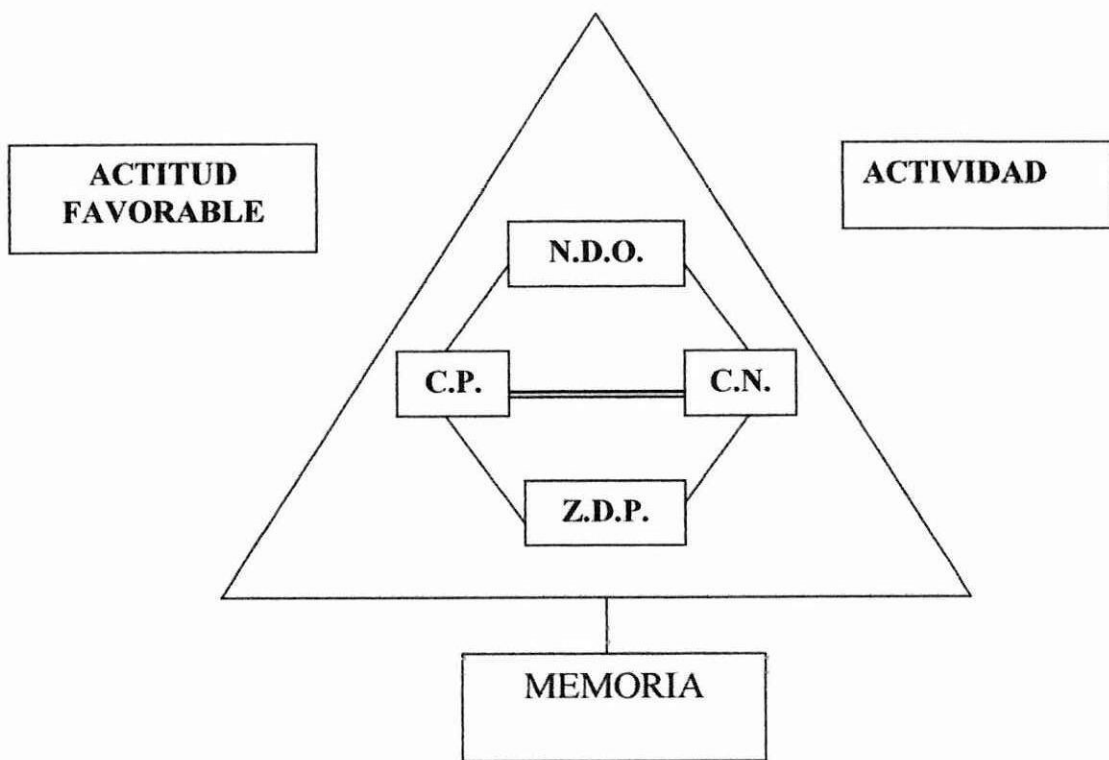 ACTITUD
FAVORABLE
ACTIVIDAD
N.D.O.
C.P.
C.N.
Z.D.P.
MEMORIA